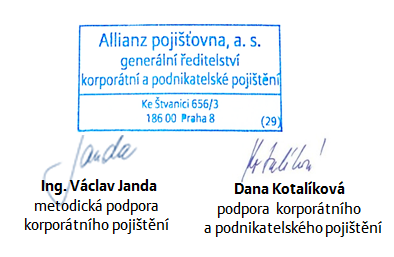 Allianz pojišťovna, a. s.
generální ředitelství
korporátní a podnikatelské pojištění
Ke Štvanici 656/3
186 00 Praha 8
(29)
Janda
Kotalíková
Ing. Václav Janda
metodická podpora
korporátního pojištění
Dana Kotalíková
podpora korporátního
a podnikatelského pojištění